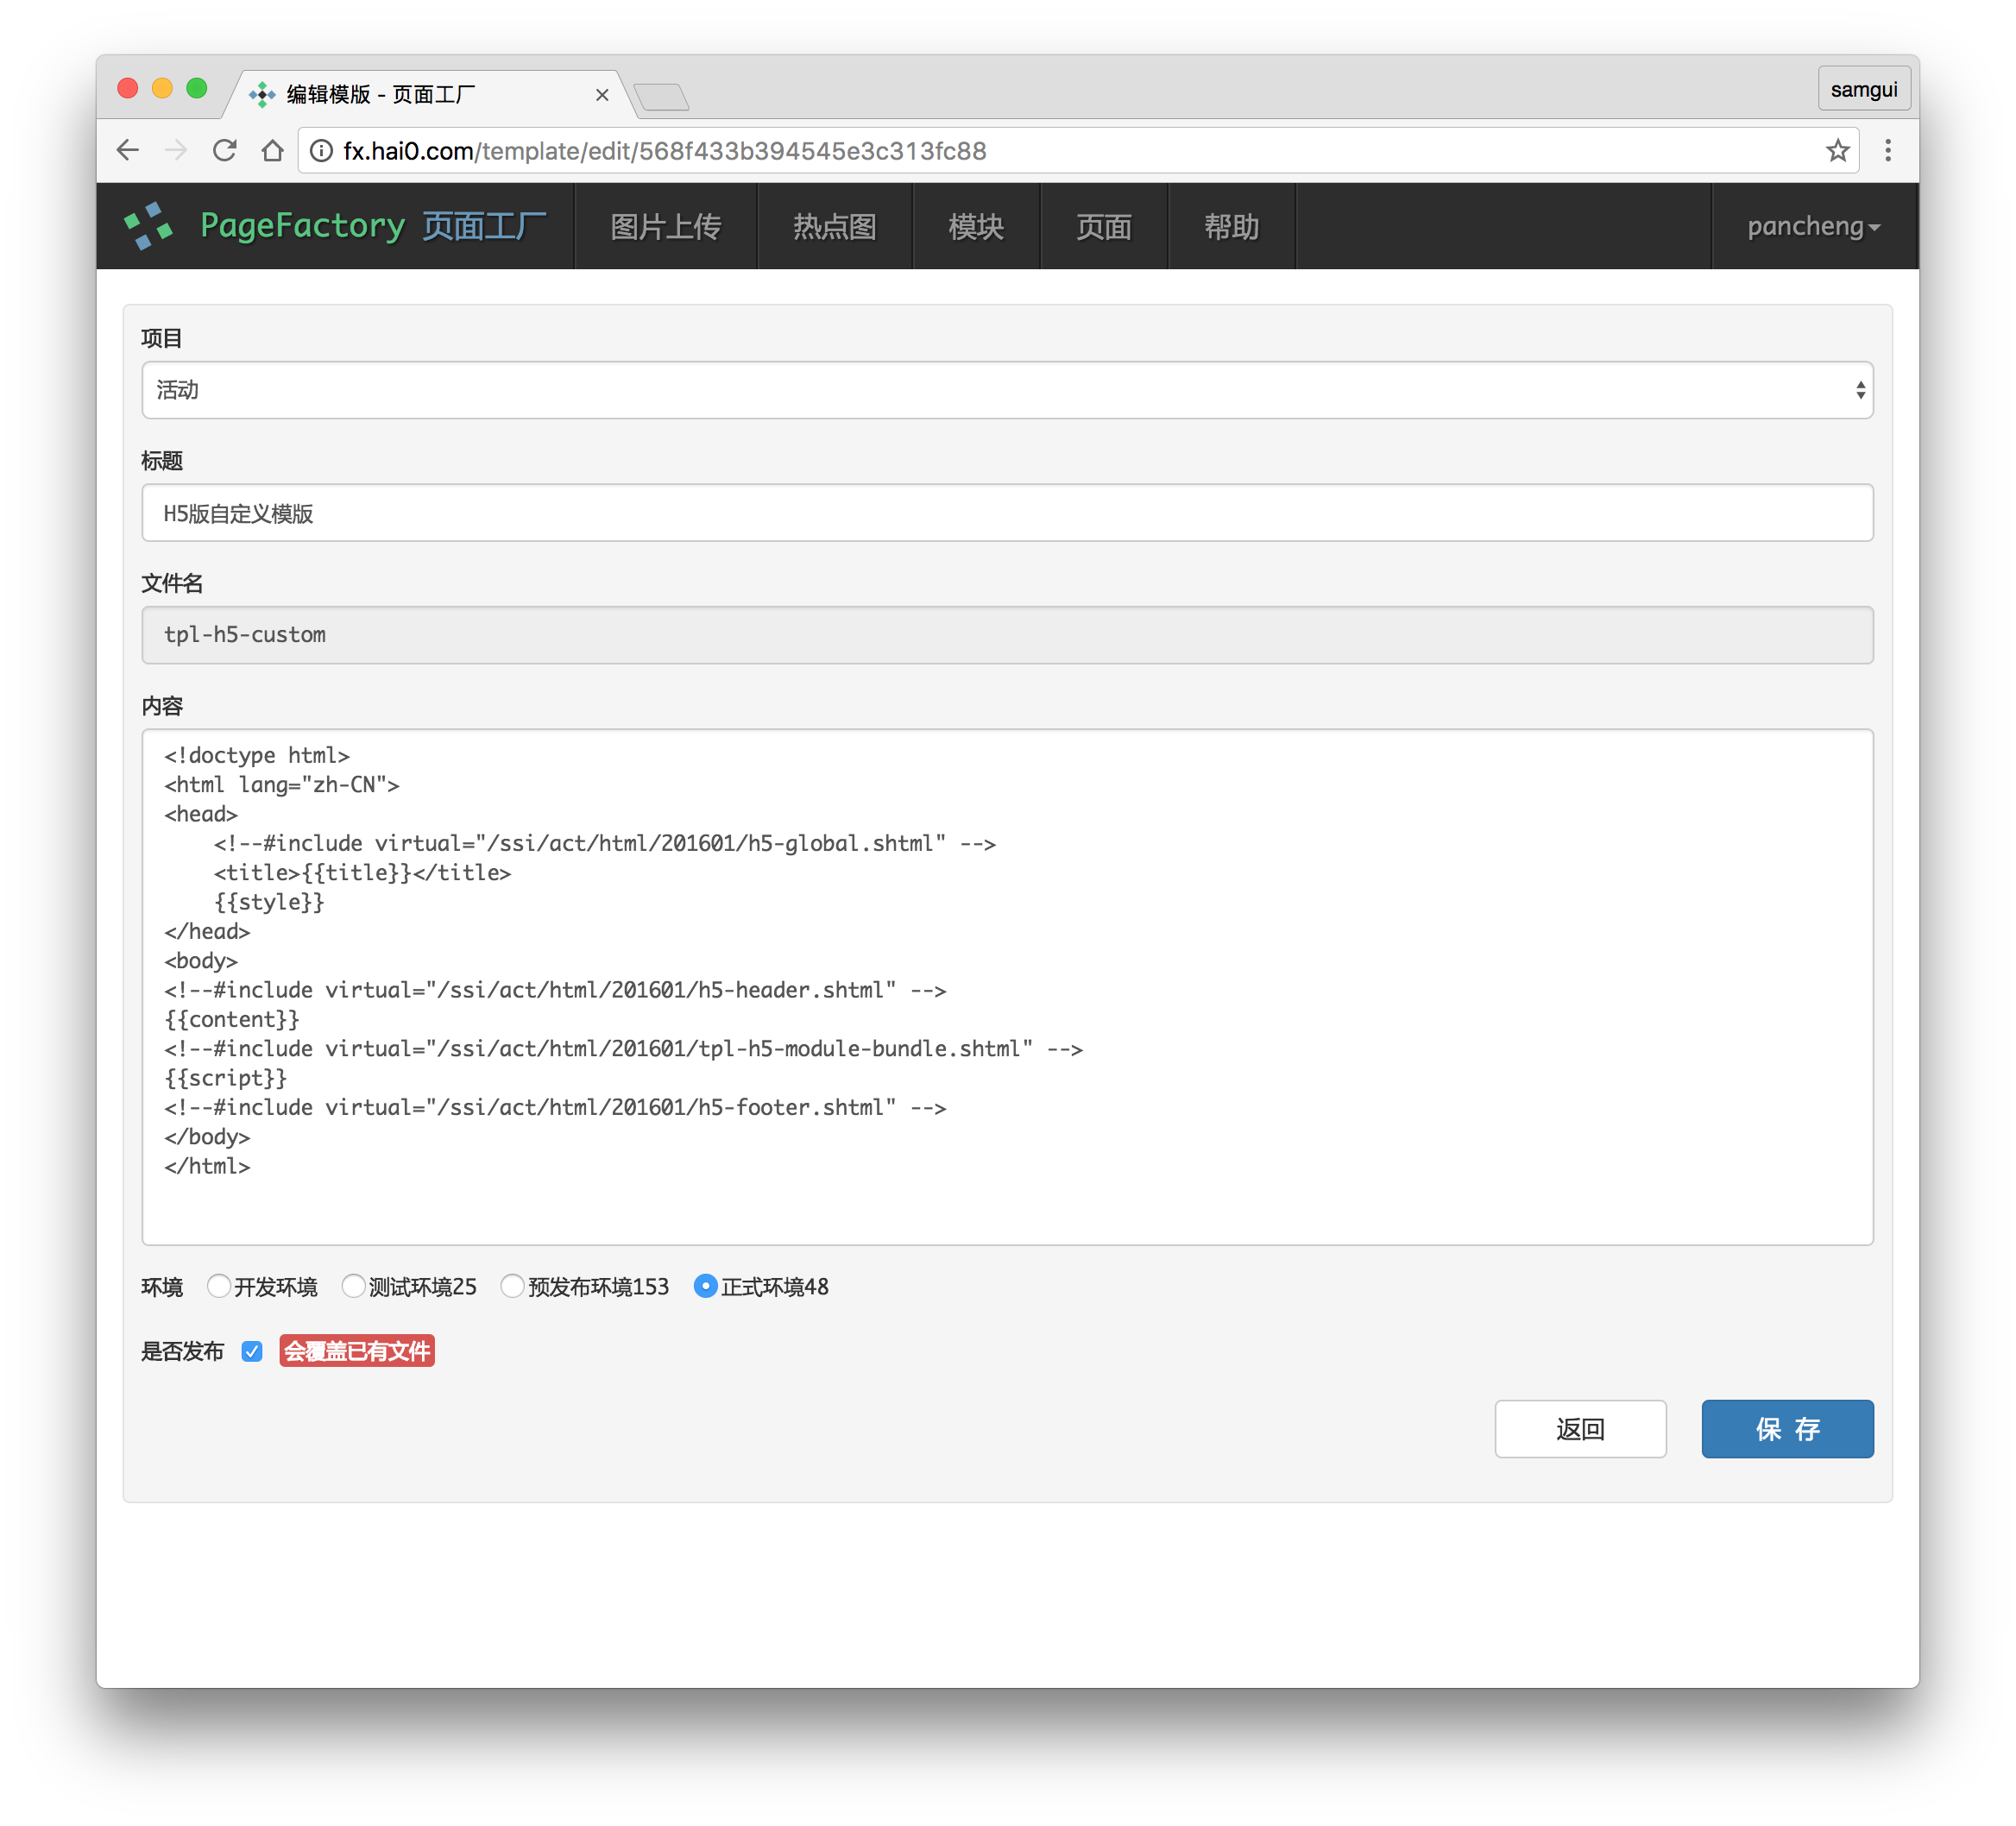 编辑模版 - 页面工厂
samgui
fx.hai0.com/template/edit/568f433b394545e3c313fc88
PageFactory 页面工厂 图片上传 热点图 模块 页面 帮助 pancheng
项目
活动
标题
H5版自定义模版
文件名
tpl-h5-custom
内容
<!doctype html>
<html lang="zh-CN">
<head>
    <!--#include virtual="/ssi/act/html/201601/h5-global.shtml" -->
    <title>{{title}}</title>
    {{style}}
</head>
<body>
<!--#include virtual="/ssi/act/html/201601/h5-header.shtml" -->
{{content}}
<!--#include virtual="/ssi/act/html/201601/tpl-h5-module-bundle.shtml" -->
{{script}}
<!--#include virtual="/ssi/act/html/201601/h5-footer.shtml" -->
</body>
</html>
环境 开发环境 测试环境25 预发布环境153 正式环境48
是否发布 会覆盖已有文件
返回 保 存